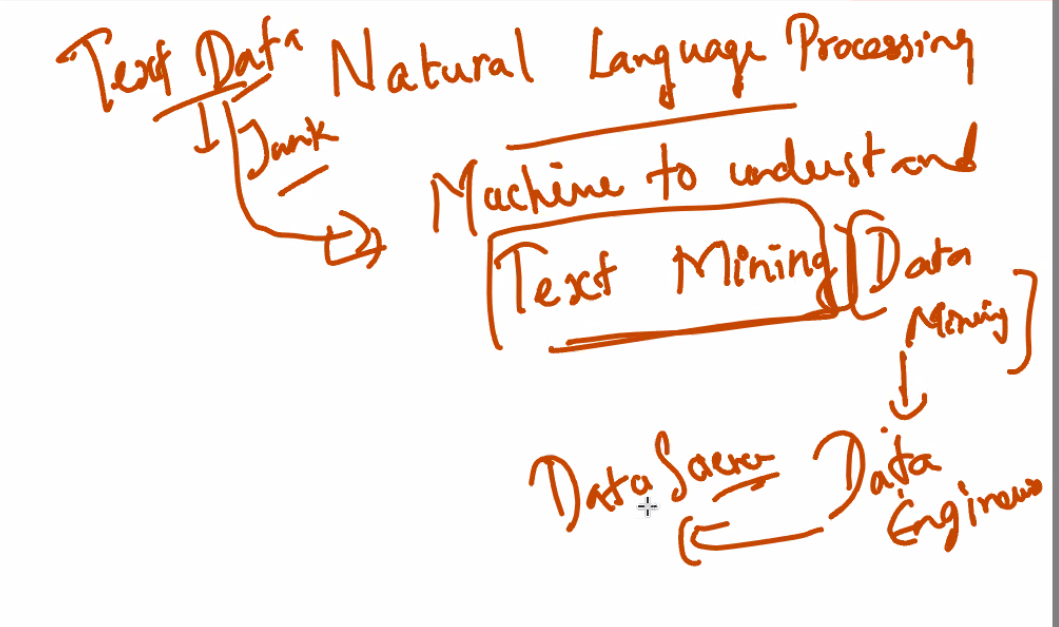 Text Data Natural Language Processing
Junk
Machine to understand
Text Mining [Data
Mining]
Data Science Data
Engineer